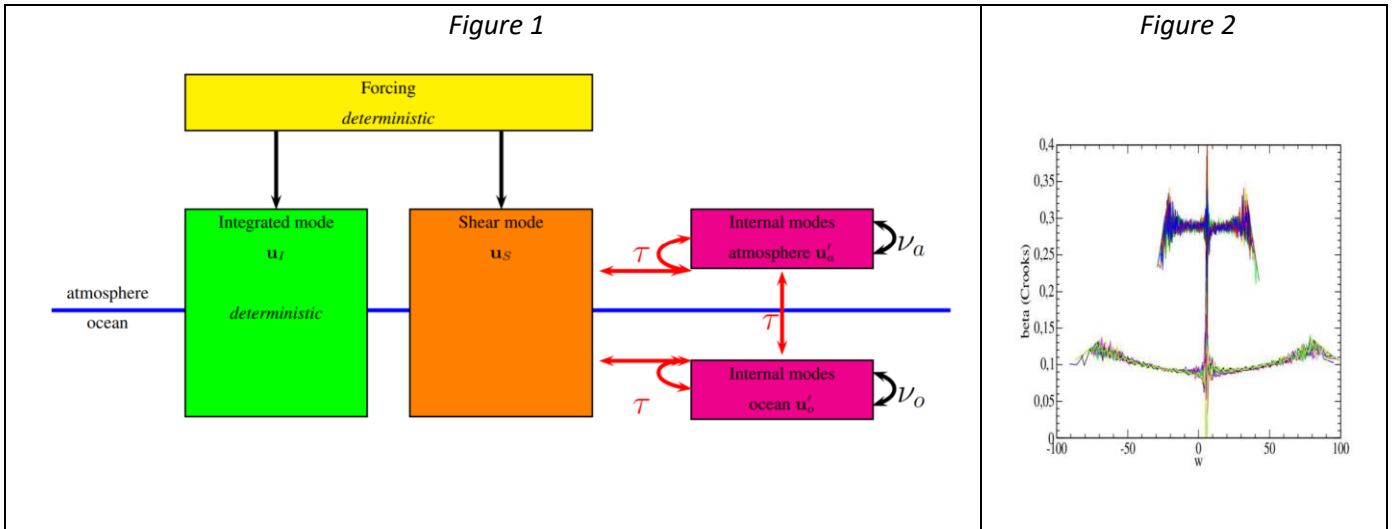 Figure 1
Forcing
deterministic
Integrated mode
u_I
deterministic
Shear mode
u_S
Internal modes
atmosphere u'_a
ν_a
τ
atmosphere
ocean
τ
Internal modes
ocean u'_o
ν_o
τ
Figure 2
beta (Crooks)
0,4
0,35
0,3
0,25
0,2
0,15
0,1
0,05
0
-100
-50
0
50
100
W